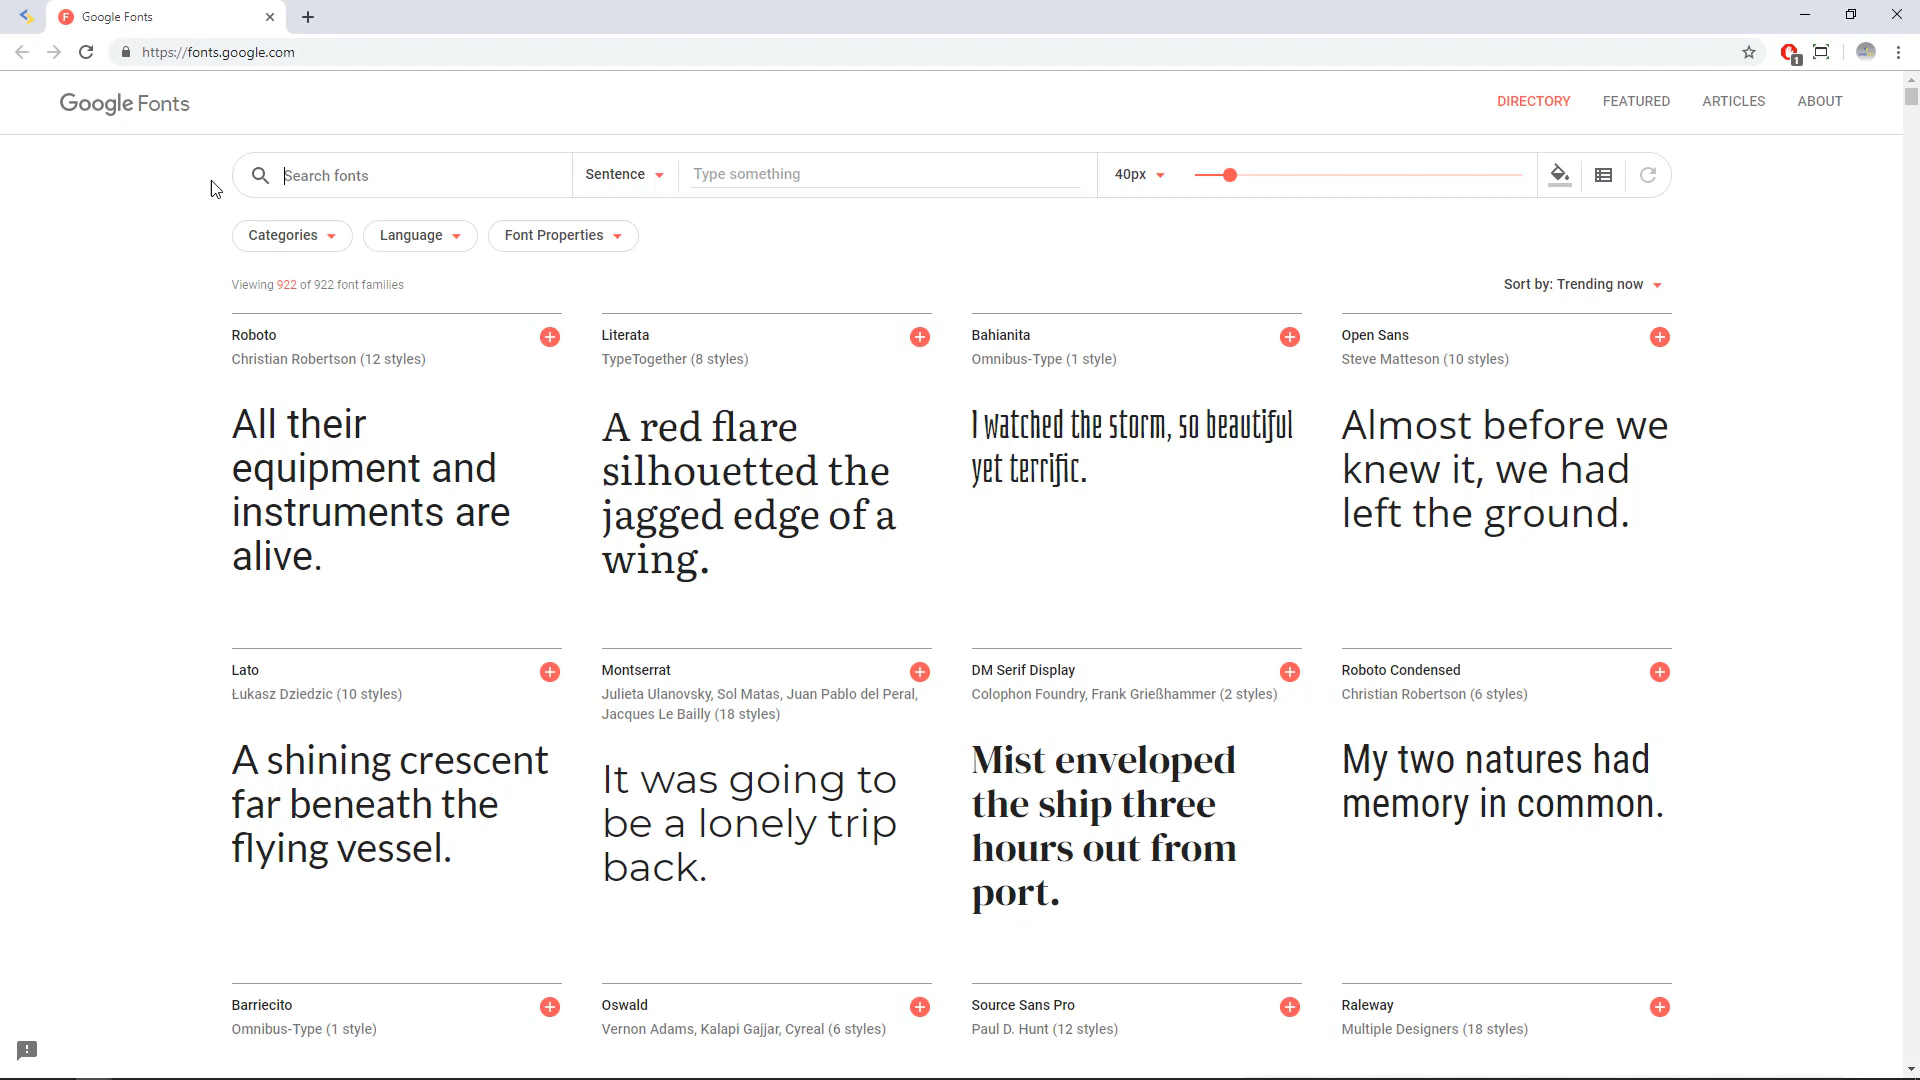 Google Fonts
https://fonts.google.com
1
Google Fonts
DIRECTORY
FEATURED
ARTICLES
ABOUT
Search fonts
Sentence
Type something
40px
Categories
Language
Font Properties
Viewing 922 of 922 font families
Sort by: Trending now
Roboto
Christian Robertson (12 styles)
All their
equipment and
instruments are
alive.
Literata
TypeTogether (8 styles)
A red flare
silhouetted the
jagged edge of a
wing.
Bahianita
Omnibus-Type (1 style)
I watched the storm, so beautiful
yet terrific.
Open Sans
Steve Matteson (10 styles)
Almost before we
knew it, we had
left the ground.
Lato
Łukasz Dziedzic (10 styles)
A shining crescent
far beneath the
flying vessel.
Montserrat
Julieta Ulanovsky, Sol Matas, Juan Pablo del Peral,
Jacques Le Bailly (18 styles)
It was going to
be a lonely trip
back.
DM Serif Display
Colophon Foundry, Frank Grießhammer (2 styles)
Mist enveloped
the ship three
hours out from
port.
Roboto Condensed
Christian Robertson (6 styles)
My two natures had
memory in common.
Barriecito
Omnibus-Type (1 style)
Oswald
Vernon Adams, Kalapi Gajjar, Cyreal (6 styles)
Source Sans Pro
Paul D. Hunt (12 styles)
Raleway
Multiple Designers (18 styles)